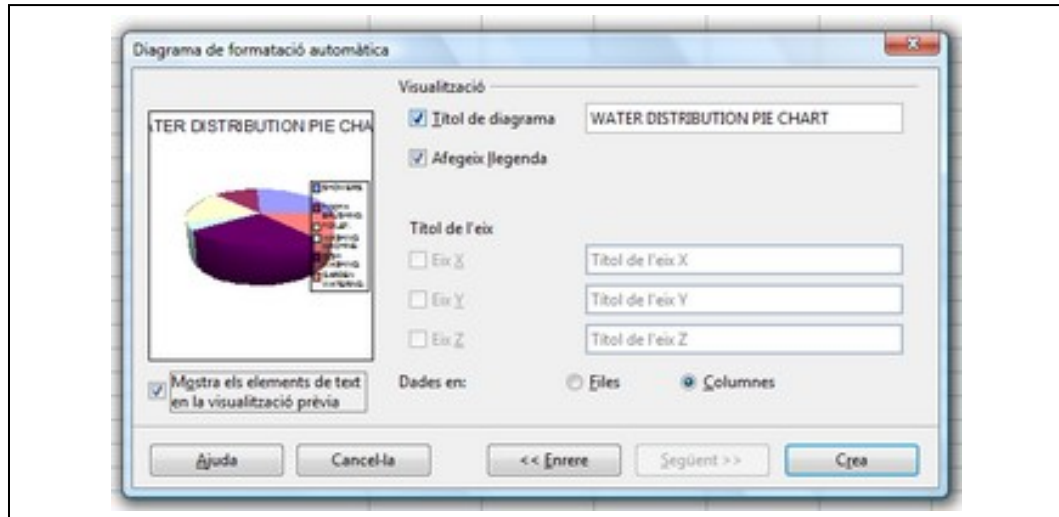 Diagrama de formatació automàtica
Visualització
Títol de diagrama
WATER DISTRIBUTION PIE CHART
Afegeix llegenda
ATER DISTRIBUTION PIE CHA
SHOWERS
Títol de l'eix
Eix X
Títol de l'eix X
Eix Y
Títol de l'eix Y
Eix Z
Títol de l'eix Z
Mostra els elements de text
en la visualització prèvia
Dades en:
Files
Columnes
Ajuda
Cancel·la
<< Enrere
Següent >>
Crea